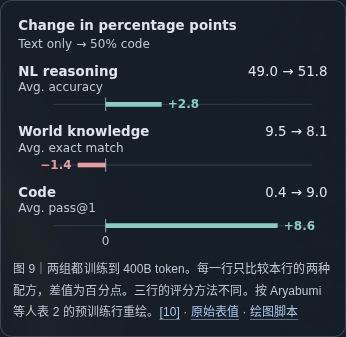 Change in percentage points
Text only → 50% code
NL reasoning 49.0 → 51.8
Avg. accuracy
+2.8
World knowledge 9.5 → 8.1
Avg. exact match
−1.4
Code 0.4 → 9.0
Avg. pass@1
+8.6
0
图 9｜两组都训练到 400B token。每一行只比较本行的两种
配方，差值为百分点。三行的评分方法不同。按 Aryabumi
等人表 2 的预训练行重绘。[10] · 原始表值 · 绘图脚本